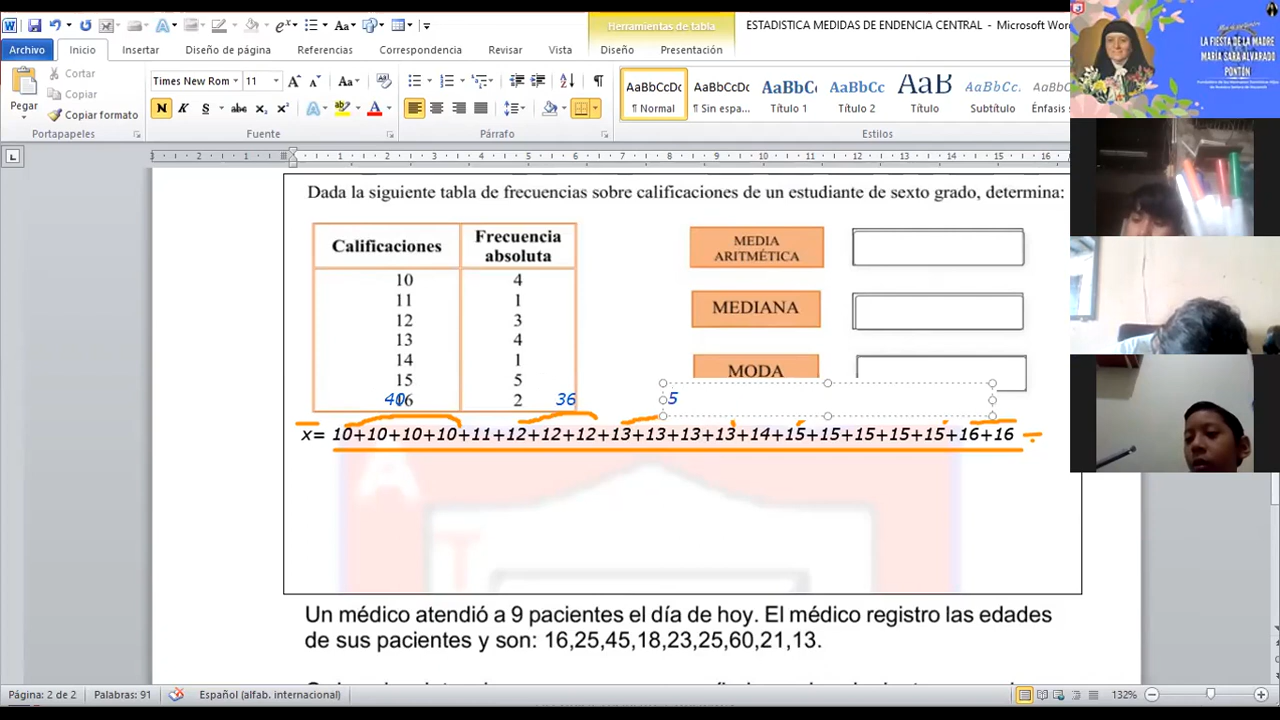 Herramientas de tabla
ESTADISTICA MEDIDAS DE ENDENCIA CENTRAL - Microsoft Wor
Archivo Inicio Insertar Diseño de página Referencias Correspondencia Revisar Vista Diseño Presentación
Pegar
Cortar
Copiar
Copiar formato
Portapapeles
Times New Rom 11
N K S abc
Fuente
Párrafo
AaBbCcDc AaBbCcDc AaBbCc AaBbCc AaB AaBbCc. AaBbCcD
¶ Normal ¶ Sin espa... Título 1 Título 2 Título Subtítulo Énfasis s
Estilos
Dada la siguiente tabla de frecuencias sobre calificaciones de un estudiante de sexto grado, determina:
Calificaciones Frecuencia absoluta
10 4
11 1
12 3
13 4
14 1
15 5
16 2
MEDIA
ARITMÉTICA
MEDIANA
MODA
40 36 5
x= 10+10+10+10+11+12+12+12+13+13+13+13+14+15+15+15+15+15+16+16 ÷
Un médico atendió a 9 pacientes el día de hoy. El médico registro las edades
de sus pacientes y son: 16,25,45,18,23,25,60,21,13.
Página: 2 de 2 Palabras: 91 Español (alfab. internacional) 132%
LA FIESTA DE LA MADRE
MARÍA SARA ALVARADO
PONTÓN